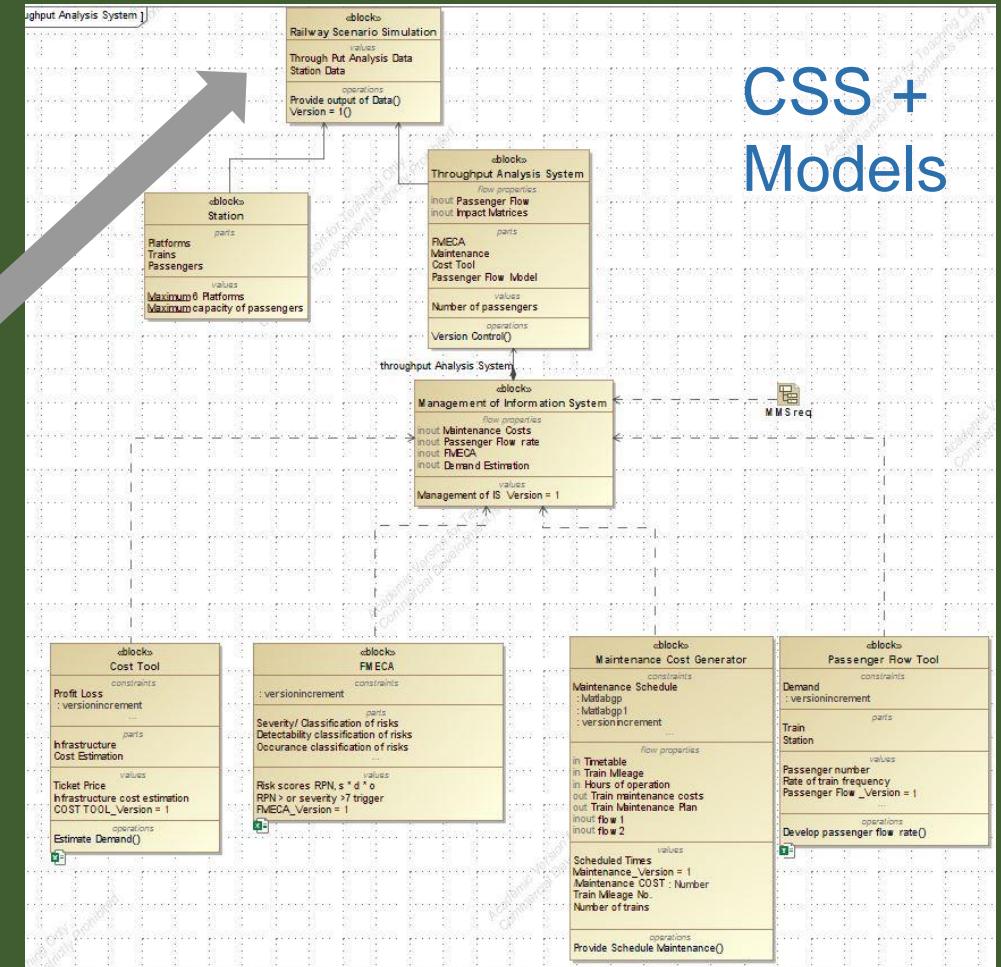 ughput Analysis System ]
CSS +
Models
«block»
Railway Scenario Simulation
values
Through Put Analysis Data
Station Data
operations
Provide output of Data()
Version = 1()
«block»
Station
parts
Platforms
Trains
Passengers
values
Maximum 6 Platforms
Maximum capacity of passengers
«block»
Throughput Analysis System
flow properties
inout Passenger Flow
inout Impact Matrices
parts
FMECA
Maintenance
Cost Tool
Passenger Flow Model
values
Number of passengers
operations
Version Control()
throughput Analysis System
«block»
Management of Information System
flow properties
inout Maintenance Costs
inout Passenger Flow rate
inout FMECA
inout Demand Estimation
values
Management of IS_Version = 1
MMS req
«block»
Cost Tool
constraints
Profit Loss
: versionincrement
...
parts
Infrastructure
Cost Estimation
values
Ticket Price
Infrastructure cost estimation
COST TOOL_Version = 1
operations
Estimate Demand()
«block»
FMECA
constraints
: versionincrement
parts
Severity/ Classification of risks
Detectability classification of risks
Occurance classification of risks
...
values
Risk scores RPN, s * d * o
RPN > or severity >7 trigger
FMECA_Version = 1
«block»
Maintenance Cost Generator
constraints
Maintenance Schedule
: Matlabgp
: Matlabgp1
: versionincrement
...
flow properties
in Timetable
in Train Mileage
in Hours of operation
out Train maintenance costs
out Train Maintenance Plan
inout flow 1
inout flow 2
values
Scheduled Times
Maintenance_Version = 1
/Maintenance COST : Number
Train Mileage No.
Number of trains
operations
Provide Schedule Maintenance()
«block»
Passenger Flow Tool
constraints
Demand
: versionincrement
parts
Train
Station
values
Passenger number
Rate of train frequency
Passenger Flow _Version = 1
...
operations
Develop passenger flow rate()